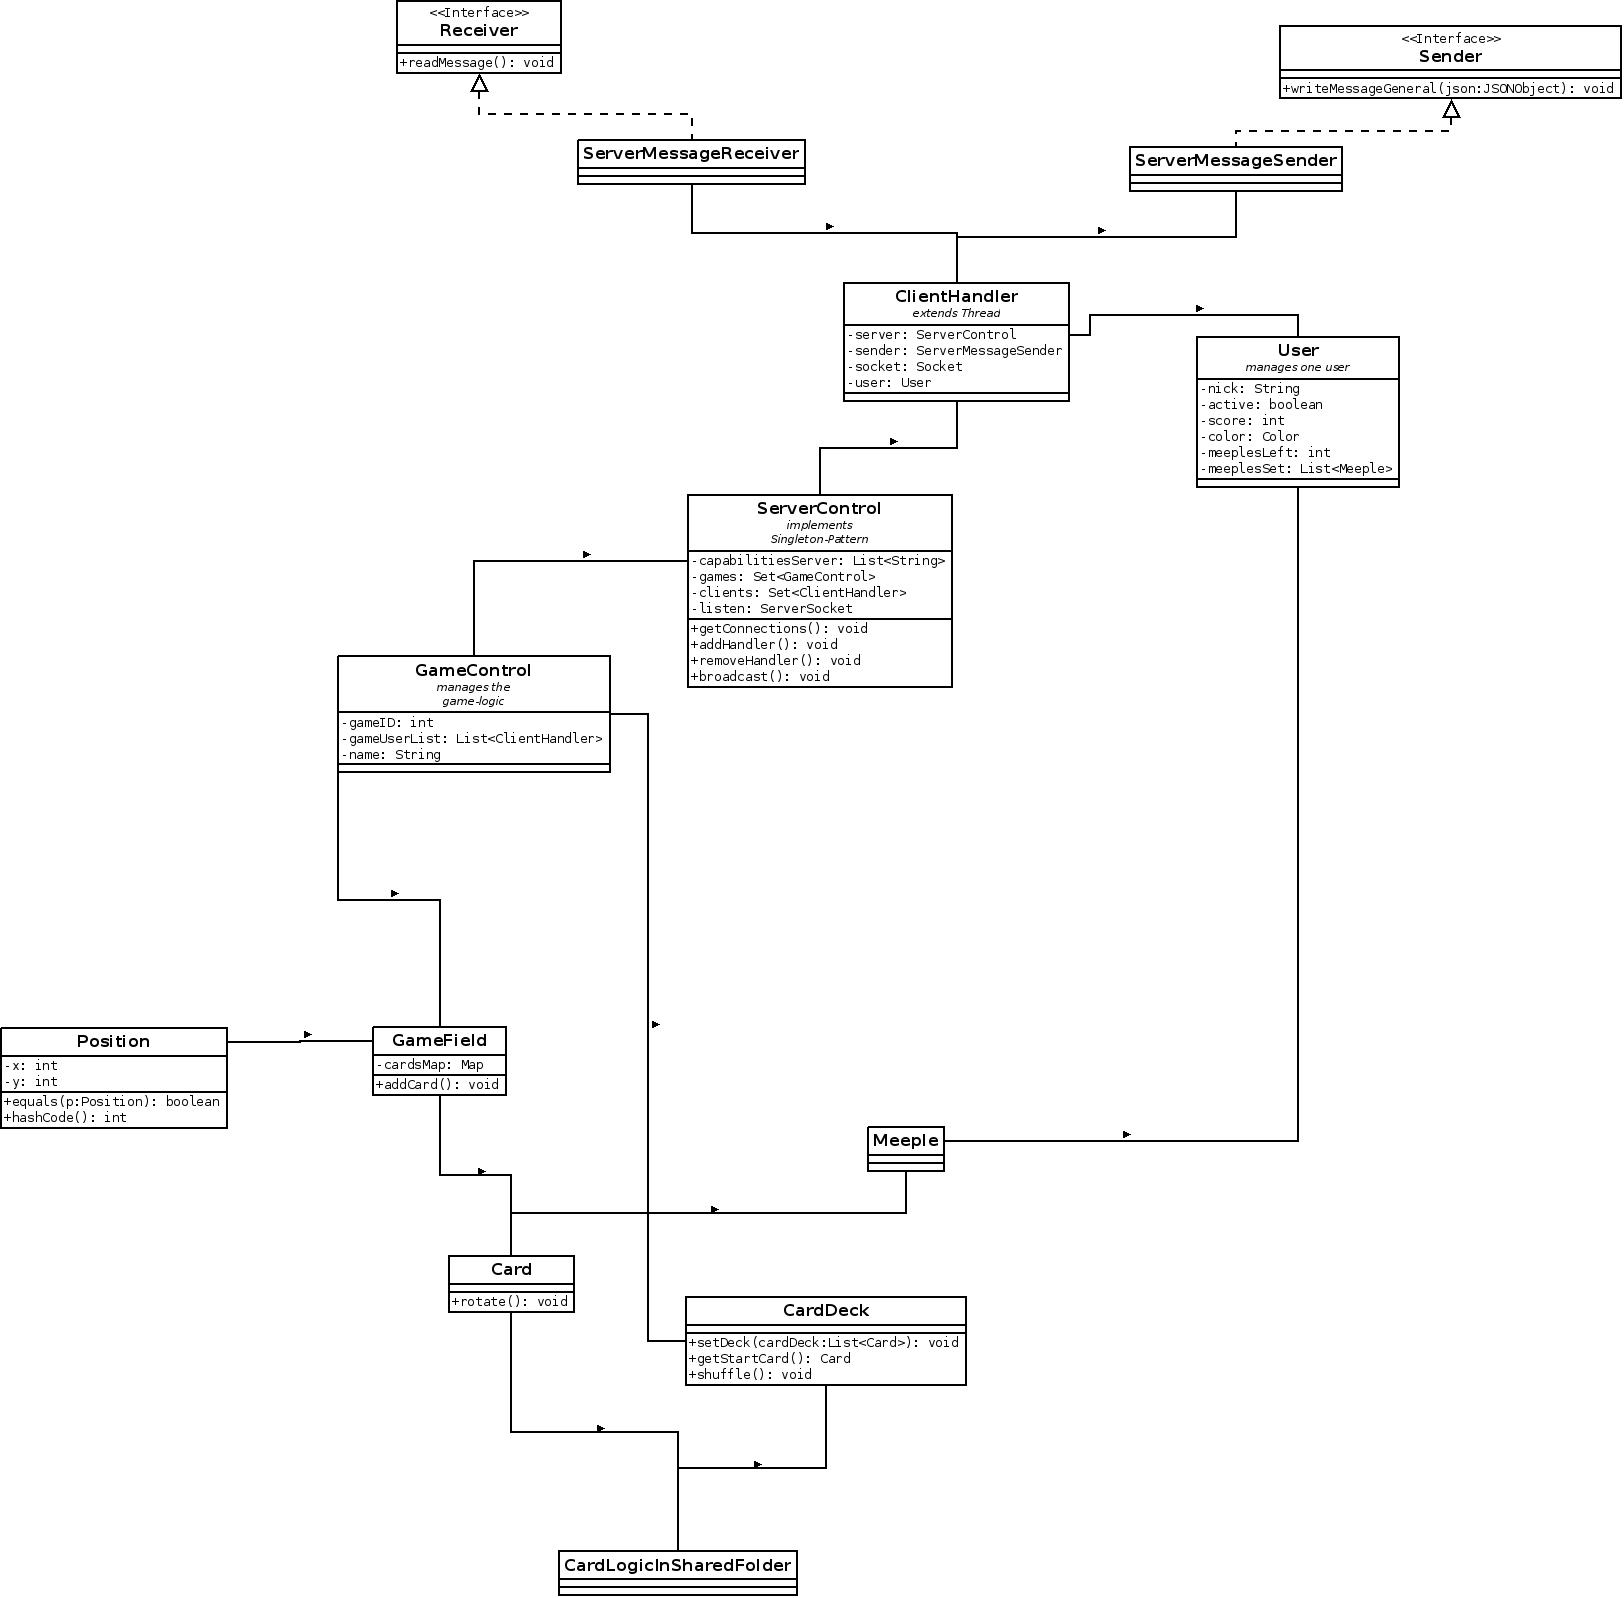 <<Interface>>
Receiver
+readMessage(): void
<<Interface>>
Sender
+writeMessageGeneral(json:JSONObject): void
ServerMessageReceiver
ServerMessageSender
ClientHandler
extends Thread
-server: ServerControl
-sender: ServerMessageSender
-socket: Socket
-user: User
User
manages one user
-nick: String
-active: boolean
-score: int
-color: Color
-meeplesLeft: int
-meeplesSet: List<Meeple>
ServerControl
implements
Singleton-Pattern
-capabilitiesServer: List<String>
-games: Set<GameControl>
-clients: Set<ClientHandler>
-listen: ServerSocket
+getConnections(): void
+addHandler(): void
+removeHandler(): void
+broadcast(): void
GameControl
manages the
game-logic
-gameID: int
-gameUserList: List<ClientHandler>
-name: String
Position
-x: int
-y: int
+equals(p:Position): boolean
+hashCode(): int
GameField
-cardsMap: Map
+addCard(): void
Meeple
Card
+rotate(): void
CardDeck
+setDeck(cardDeck:List<Card>): void
+getStartCard(): Card
+shuffle(): void
CardLogicInSharedFolder